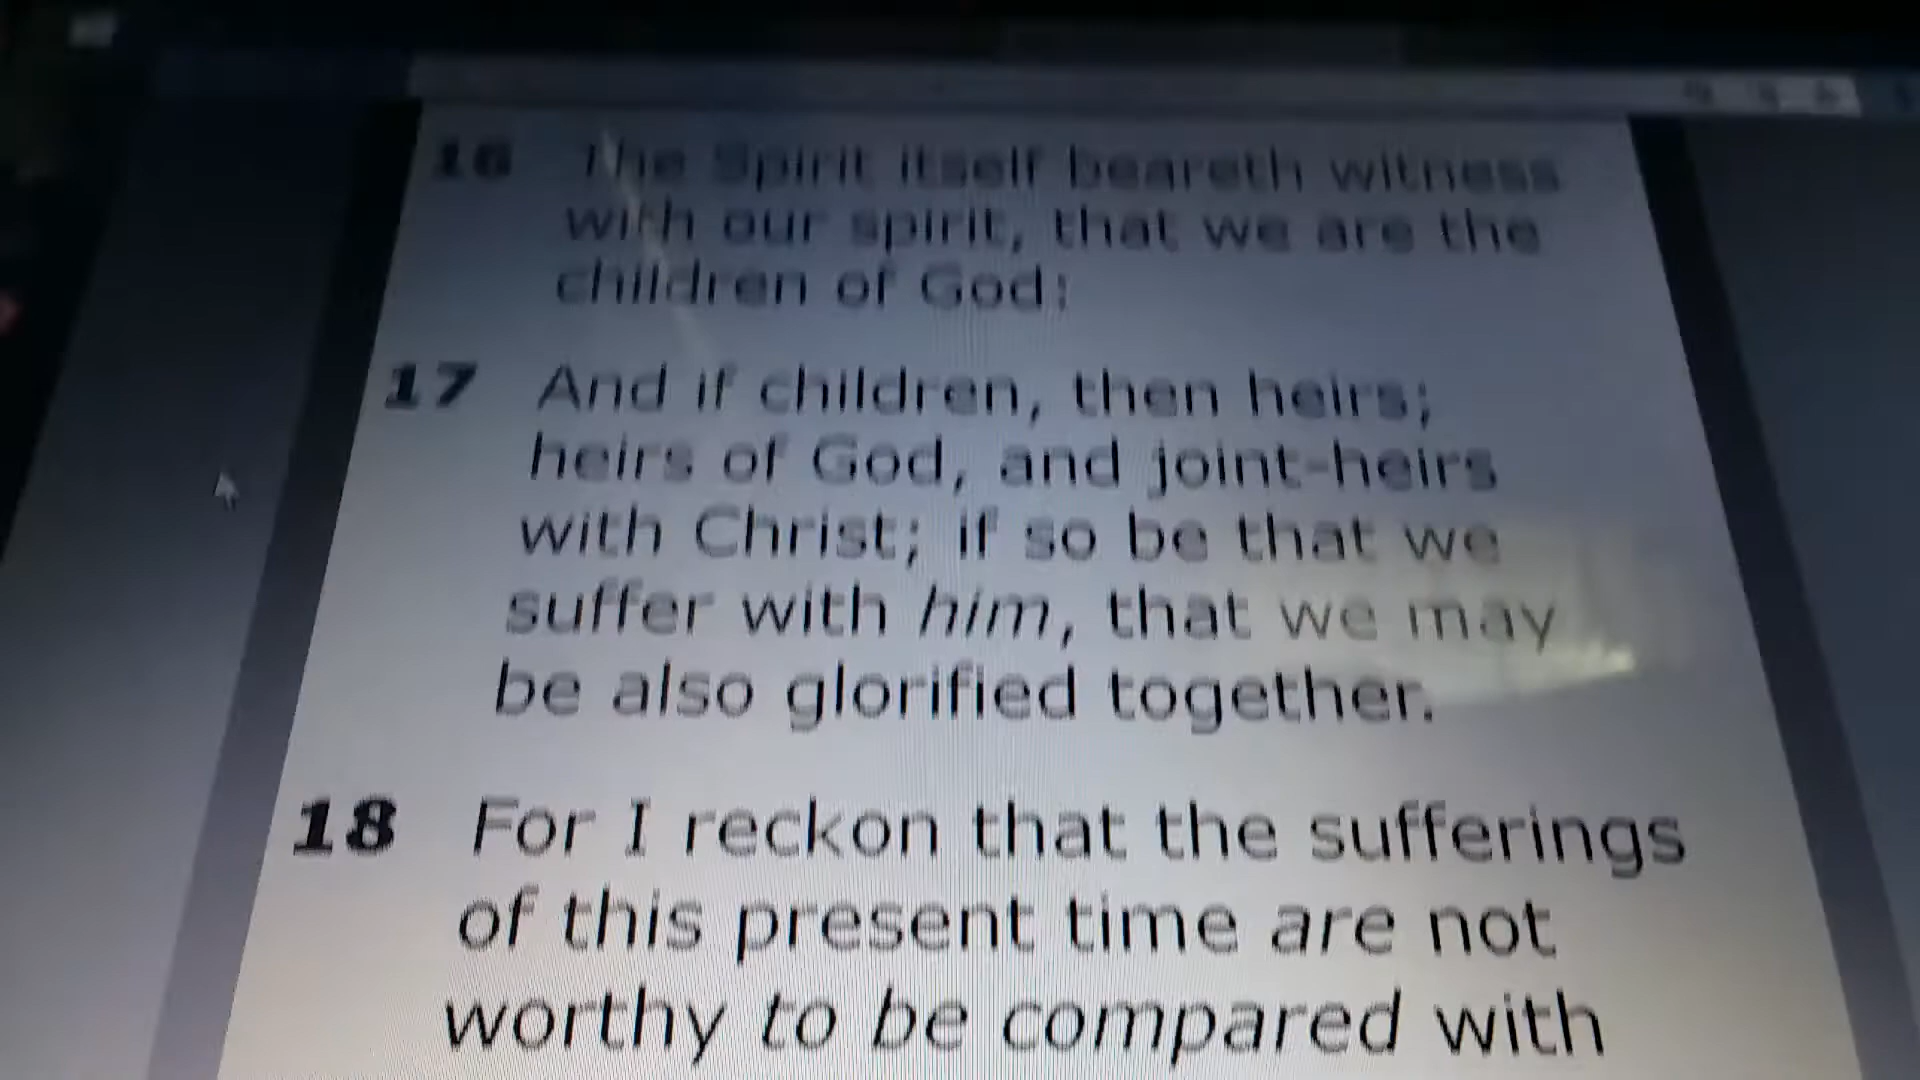 16 The Spirit itself beareth witness
with our spirit, that we are the
children of God:
17 And if children, then heirs;
heirs of God, and joint-heirs
with Christ; if so be that we
suffer with him, that we may
be also glorified together.
18 For I reckon that the sufferings
of this present time are not
worthy to be compared with